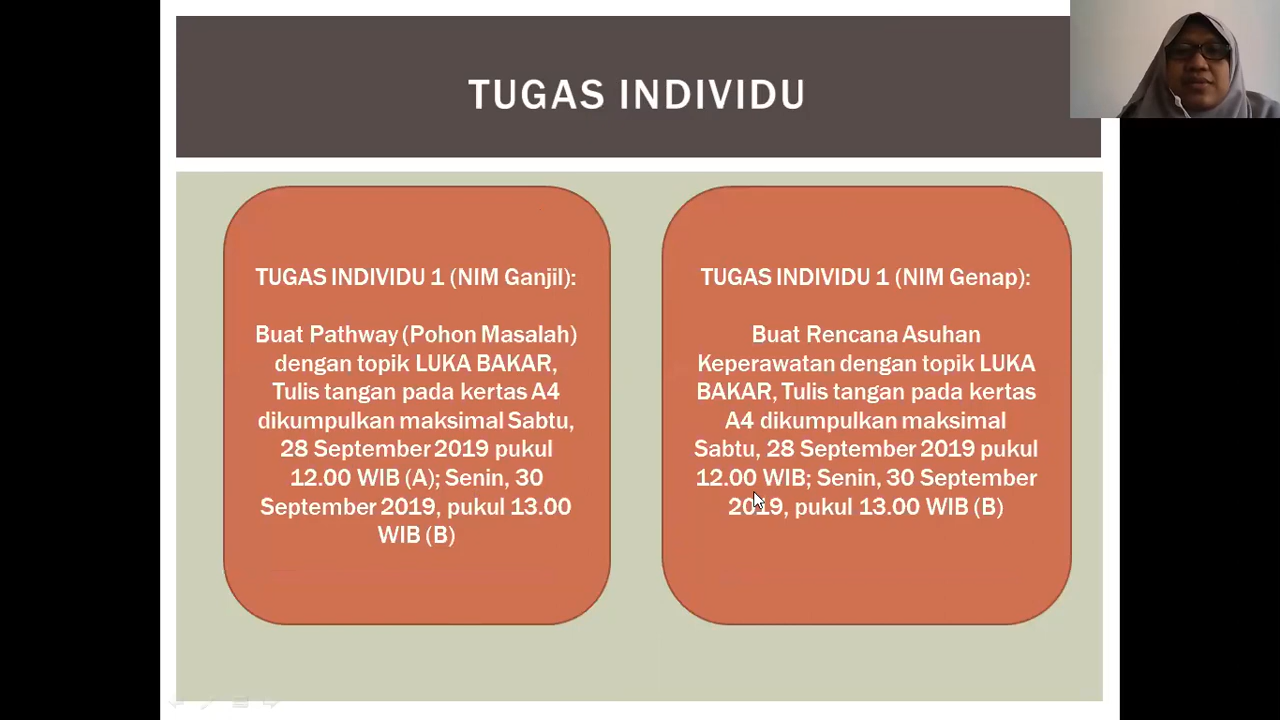 TUGAS INDIVIDU
TUGAS INDIVIDU 1 (NIM Ganjil):
Buat Pathway (Pohon Masalah)
dengan topik LUKA BAKAR,
Tulis tangan pada kertas A4
dikumpulkan maksimal Sabtu,
28 September 2019 pukul
12.00 WIB (A); Senin, 30
September 2019, pukul 13.00
WIB (B)
TUGAS INDIVIDU 1 (NIM Genap):
Buat Rencana Asuhan
Keperawatan dengan topik LUKA
BAKAR, Tulis tangan pada kertas
A4 dikumpulkan maksimal
Sabtu, 28 September 2019 pukul
12.00 WIB; Senin, 30 September
2019, pukul 13.00 WIB (B)